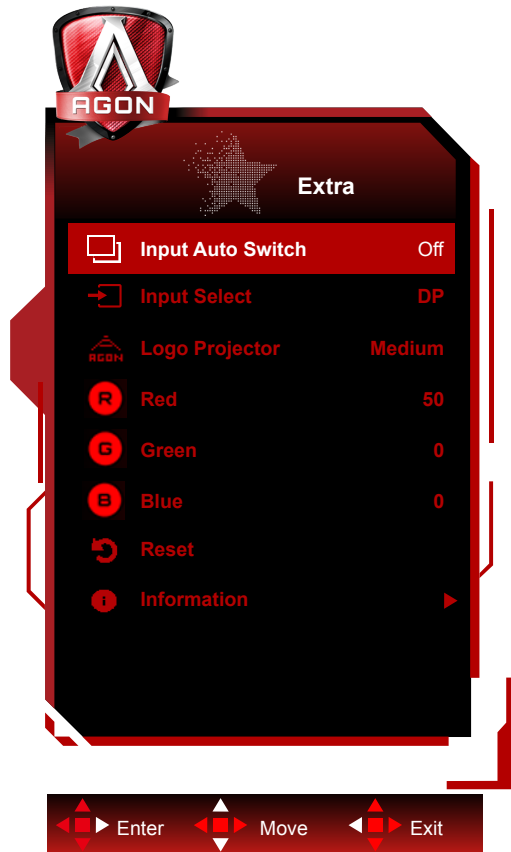 AGON
Extra
Input Auto Switch Off
Input Select DP
AGON Logo Projector Medium
R Red 50
G Green 0
B Blue 0
Reset
i Information
Enter Move Exit